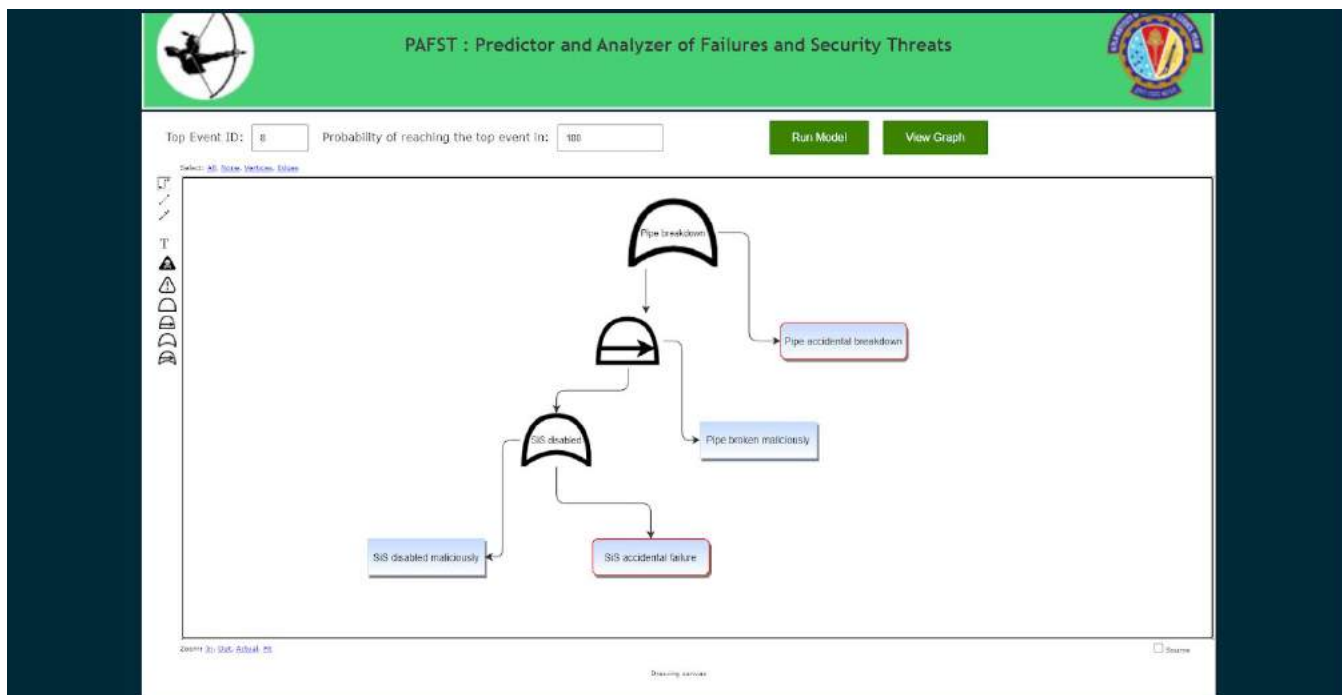 PAFST : Predictor and Analyzer of Failures and Security Threats
Top Event ID: 8 Probability of reaching the top event in: 100 Run Model View Graph
Select: All, None, Vertices, Edges
T
Pipe breakdown
Pipe accidental breakdown
Pipe broken maliciously
SiS disabled
SiS disabled maliciously
SiS accidental failure
Zoom: In, Out, Actual, Fit
Source
Drawing canvas